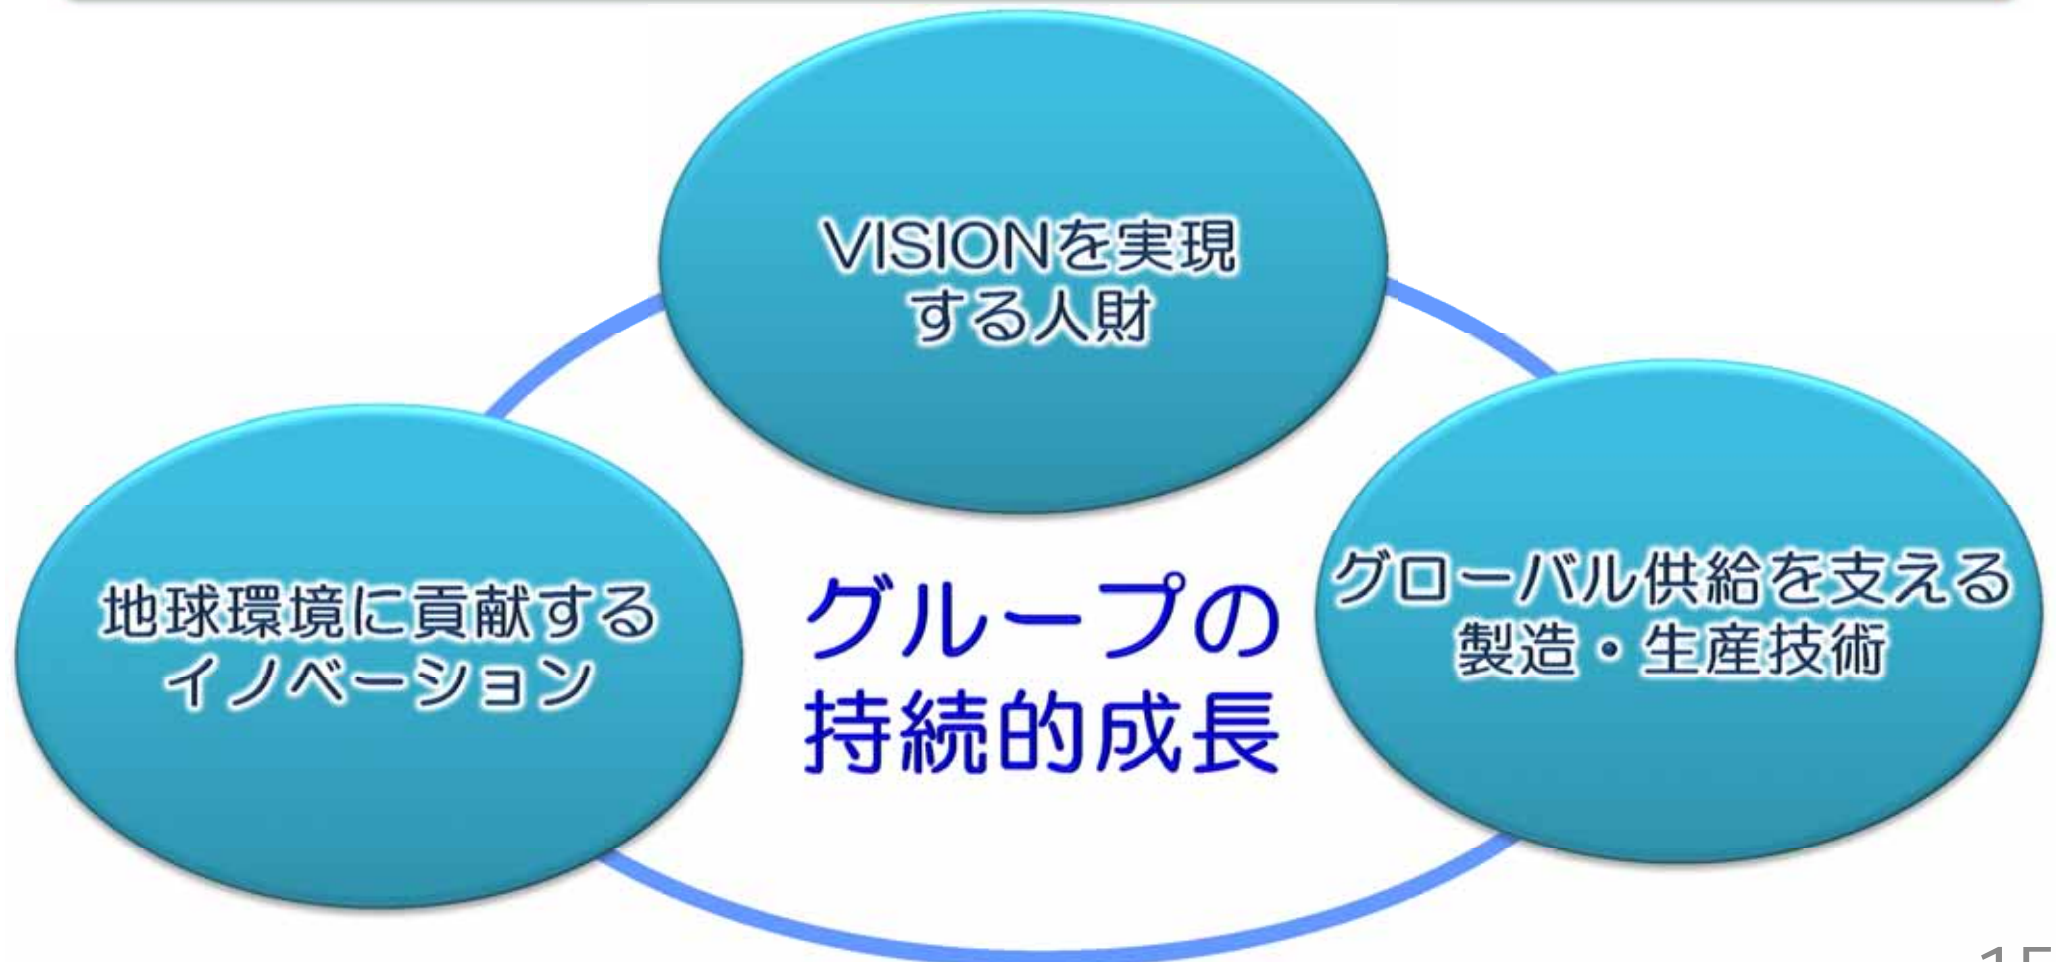 VISIONを実現
する人財
地球環境に貢献する
イノベーション
グループの
持続的成長
グローバル供給を支える
製造・生産技術
15